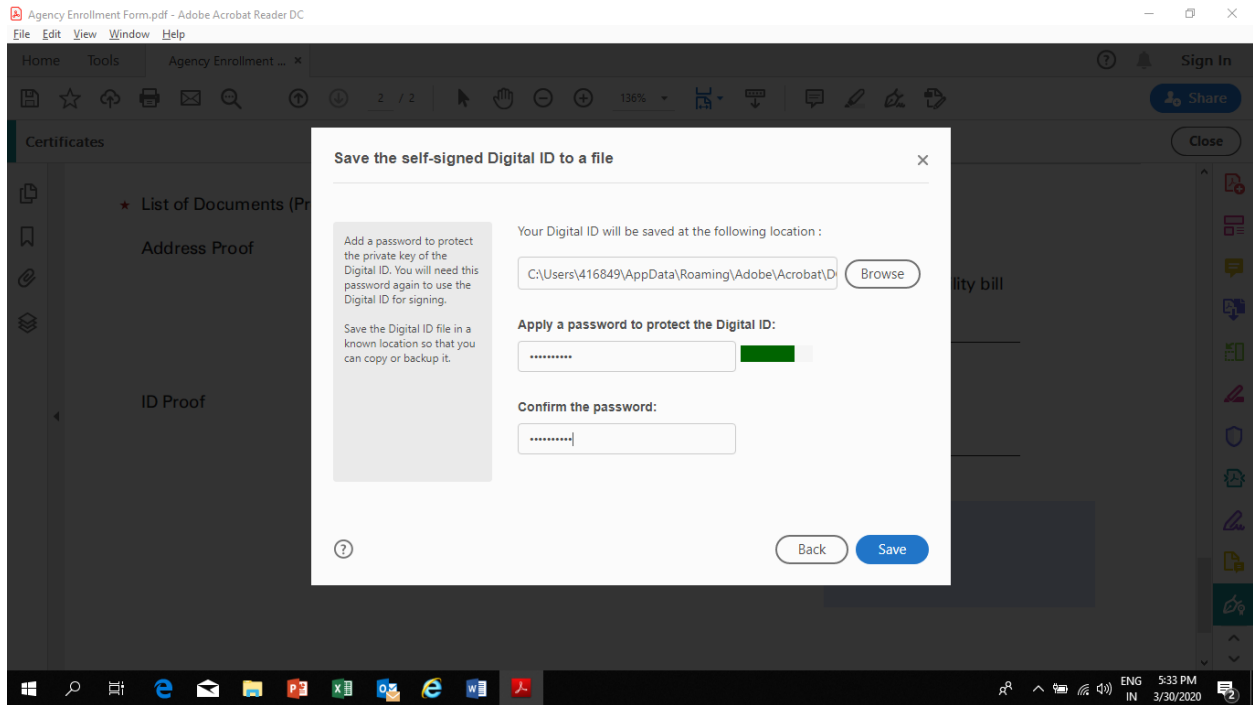 Agency Enrollment Form.pdf - Adobe Acrobat Reader DC
File Edit View Window Help
Home Tools Agency Enrollment ... × Sign In
2 / 2 136% Share
Certificates Close
Save the self-signed Digital ID to a file
★ List of Documents (Pr
Address Proof
lity bill
ID Proof
Add a password to protect
the private key of the
Digital ID. You will need this
password again to use the
Digital ID for signing.
Save the Digital ID file in a
known location so that you
can copy or backup it.
Your Digital ID will be saved at the following location :
C:\Users\416849\AppData\Roaming\Adobe\Acrobat\D
Browse
Apply a password to protect the Digital ID:
••••••••••
Confirm the password:
••••••••••
Back Save
ENG 5:33 PM
IN 3/30/2020
2